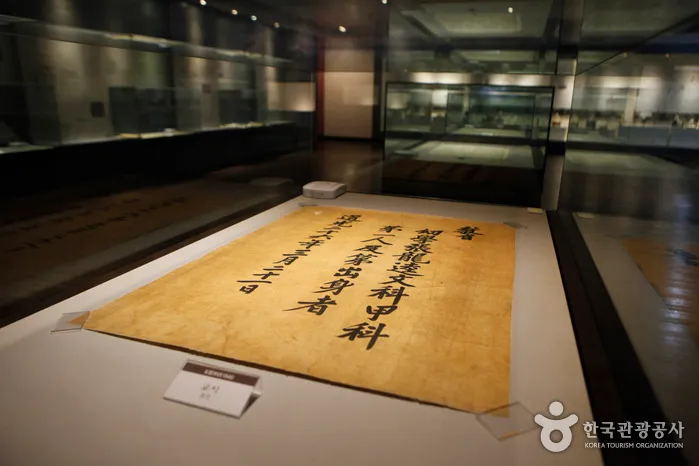 敎旨
幼學張龍逵文科甲科
第一人及第出身者
道光二十六年三月二十一日
교지
한국관광공사
KOREA TOURISM ORGANIZATION